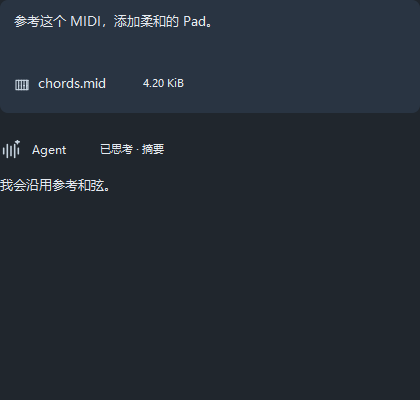 参考这个 MIDI，添加柔和的 Pad。
chords.mid 4.20 KiB
Agent 已思考 · 摘要
我会沿用参考和弦。